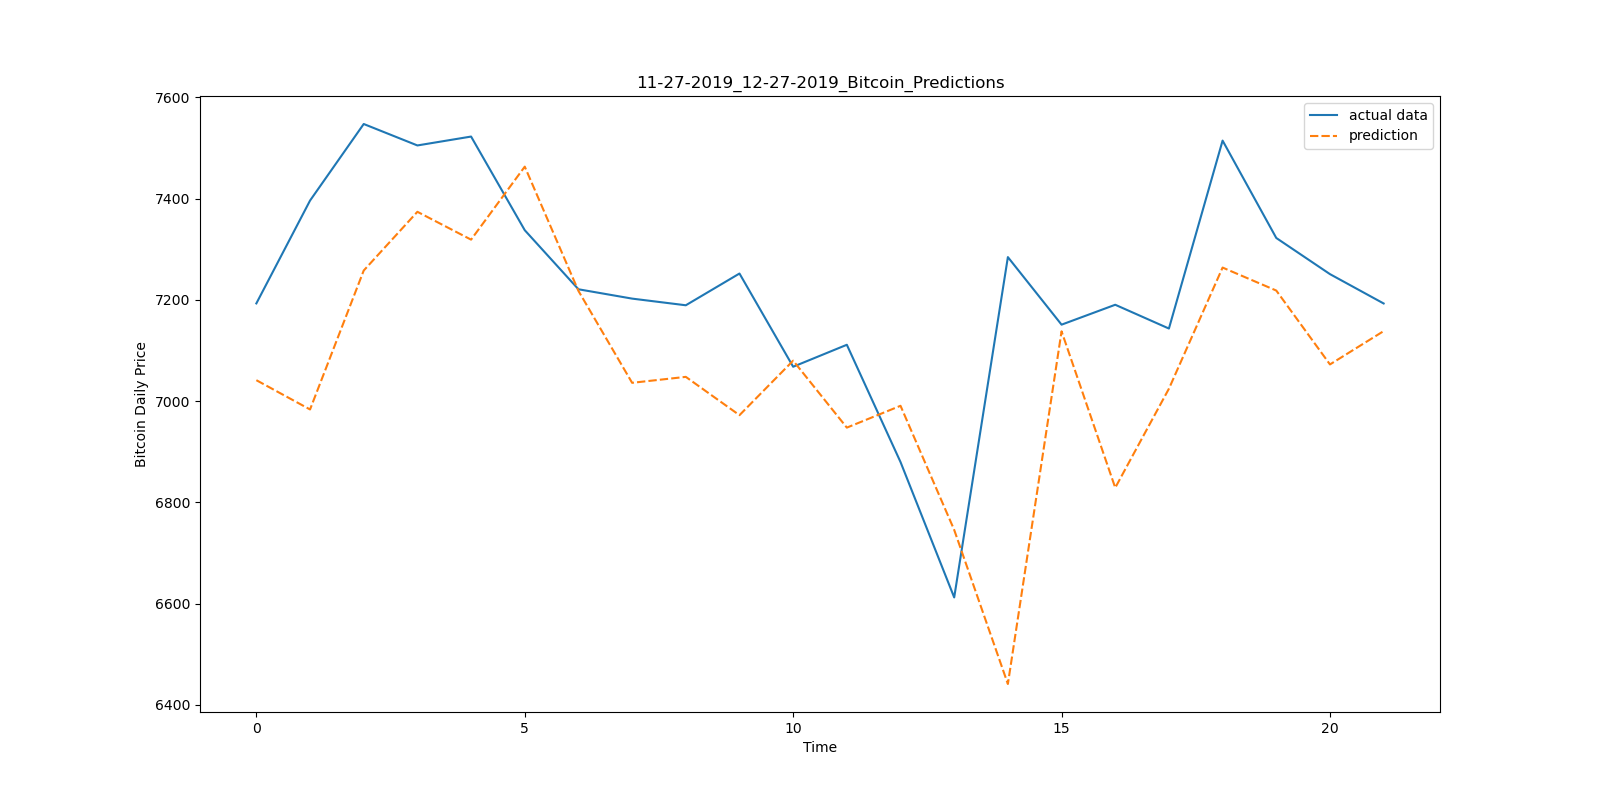 11-27-2019_12-27-2019_Bitcoin_Predictions
actual data
prediction
Bitcoin Daily Price
7600
7400
7200
7000
6800
6600
6400
0 5 10 15 20
Time